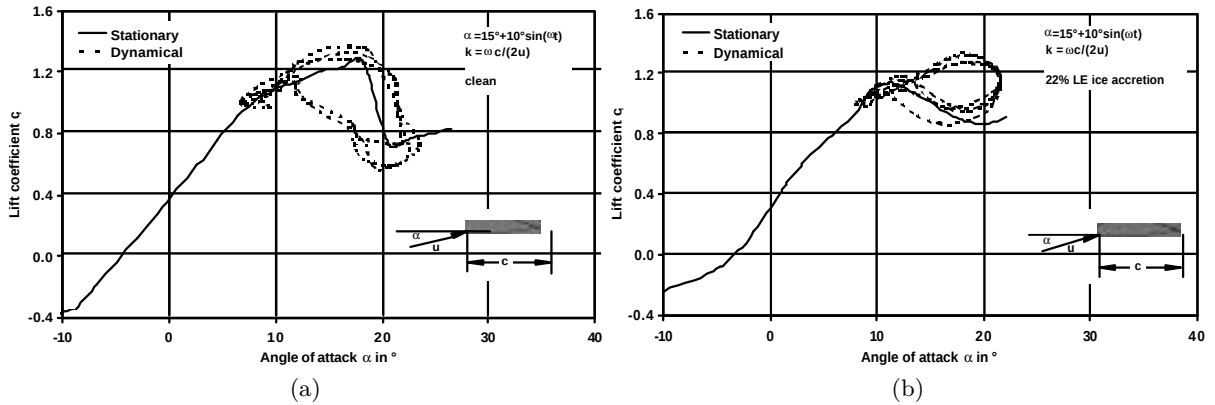 1.6
1.2
0.8
0.4
0.0
-0.4
-10
0
10
20
30
40
Lift coefficient c
Angle of attack α in °
Stationary
Dynamical
α=15°+10°sin(ωt)
k = ωc/(2u)
clean
α
u
c
(a)
1.6
1.2
0.8
0.4
0.0
-0.4
-10
0
10
20
30
40
Lift coefficient c
Angle of attack α in °
Stationary
Dynamical
α=15°+10°sin(ωt)
k = ωc/(2u)
22% LE ice accretion
α
u
c
(b)